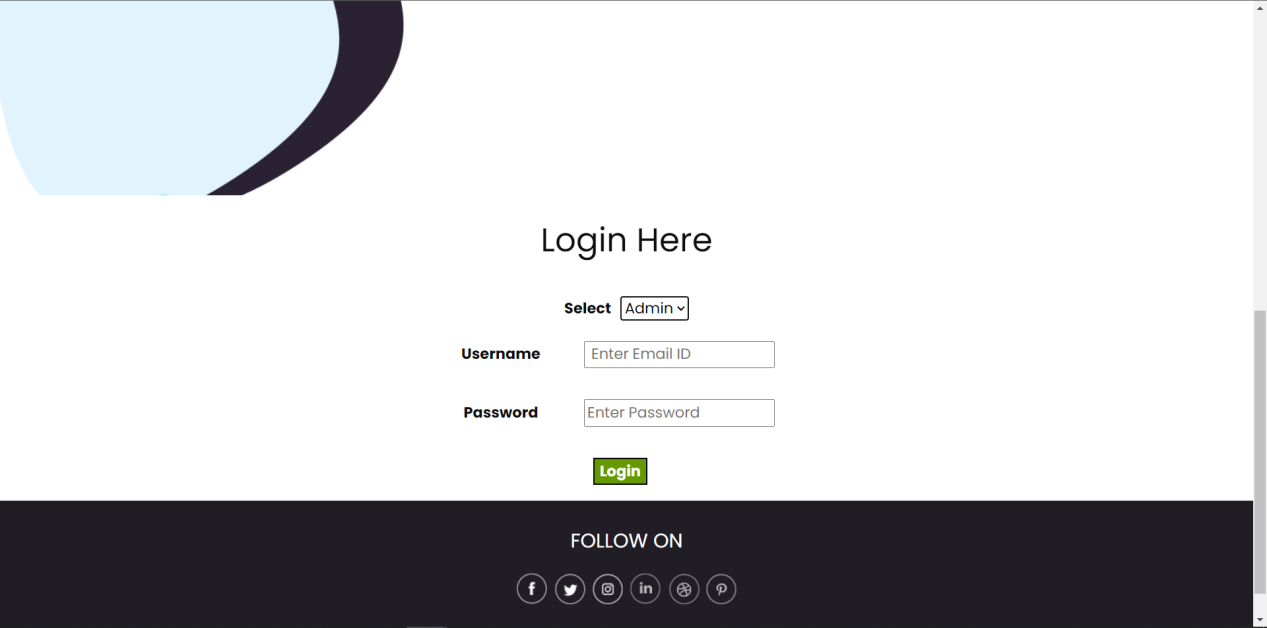 Login Here
Select Admin
Username Enter Email ID
Password Enter Password
Login
FOLLOW ON